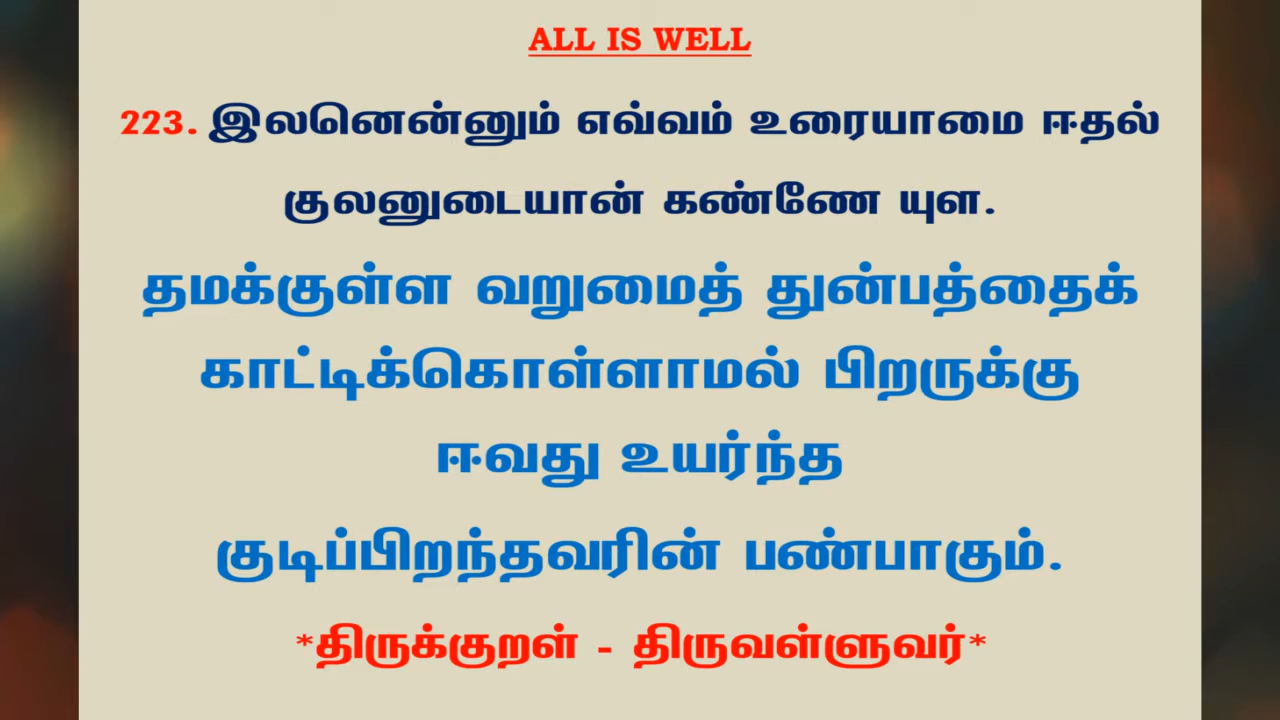 ALL IS WELL
223. இலனென்னும் எவ்வம் உரையாமை ஈதல்
குலனுடையான் கண்ணே யுள.
தமக்குள்ள வறுமைத் துன்பத்தைக்
காட்டிக்கொள்ளாமல் பிறருக்கு
ஈவது உயர்ந்த
குடிப்பிறந்தவரின் பண்பாகும்.
*திருக்குறள் - திருவள்ளுவர்*